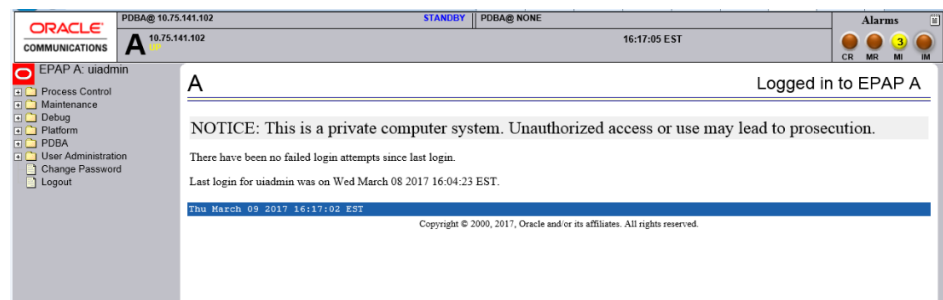 ORACLE
COMMUNICATIONS
PDBA@ 10.75.141.102 STANDBY PDBA@ NONE
A 10.75.141.102
UP
16:17:05 EST
Alarms
3
CR MR MI IM
EPAP A: uiadmin
Process Control
Maintenance
Debug
Platform
PDBA
User Administration
Change Password
Logout
A Logged in to EPAP A
NOTICE: This is a private computer system. Unauthorized access or use may lead to prosecution.
There have been no failed login attempts since last login.
Last login for uiadmin was on Wed March 08 2017 16:04:23 EST.
Thu March 09 2017 16:17:02 EST
Copyright © 2000, 2017, Oracle and/or its affiliates. All rights reserved.